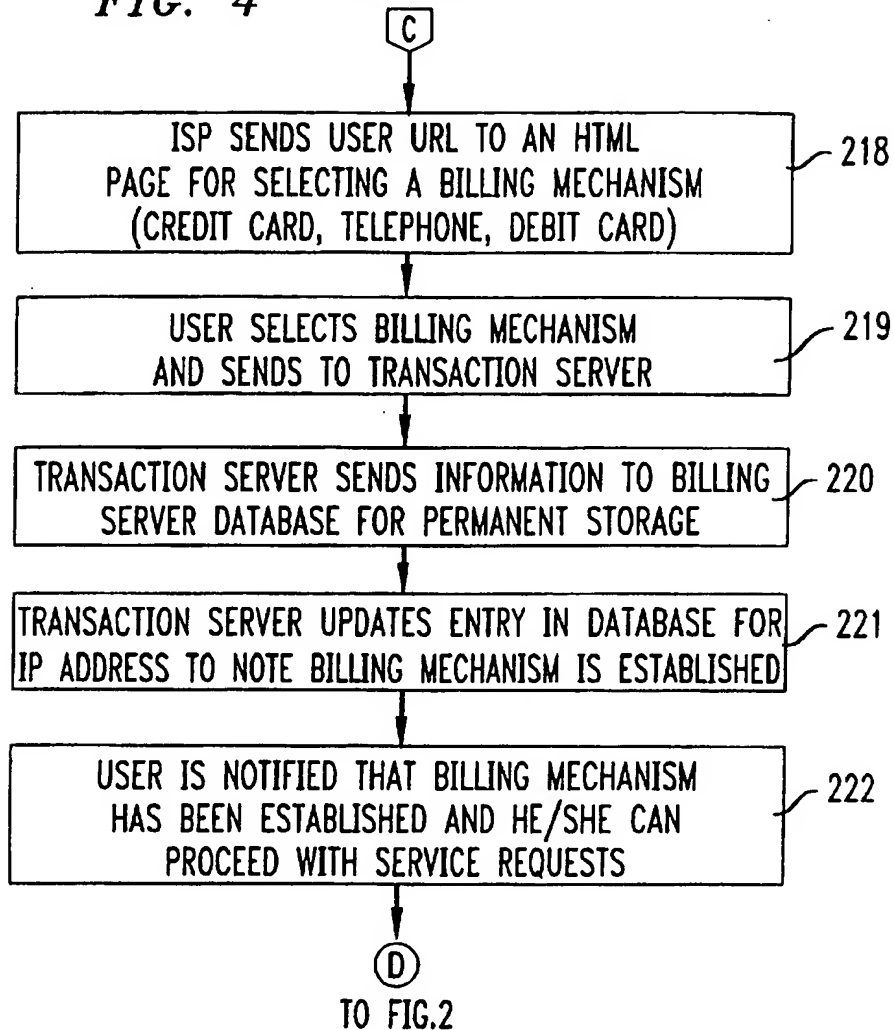 FIG. 4
C
ISP SENDS USER URL TO AN HTML
PAGE FOR SELECTING A BILLING MECHANISM
(CREDIT CARD, TELEPHONE, DEBIT CARD)
218
USER SELECTS BILLING MECHANISM
AND SENDS TO TRANSACTION SERVER
219
TRANSACTION SERVER SENDS INFORMATION TO BILLING
SERVER DATABASE FOR PERMANENT STORAGE
220
TRANSACTION SERVER UPDATES ENTRY IN DATABASE FOR
IP ADDRESS TO NOTE BILLING MECHANISM IS ESTABLISHED
221
USER IS NOTIFIED THAT BILLING MECHANISM
HAS BEEN ESTABLISHED AND HE/SHE CAN
PROCEED WITH SERVICE REQUESTS
222
D
TO FIG.2